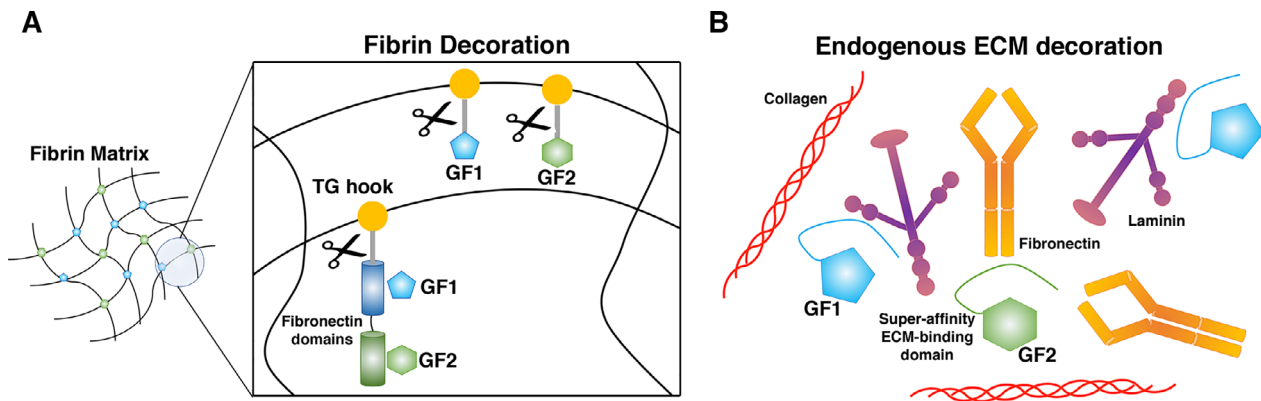 A
Fibrin Decoration
Fibrin Matrix
GF1
GF2
TG hook
GF1
Fibronectin
domains
GF2
B
Endogenous ECM decoration
Collagen
Laminin
Fibronectin
GF1
Super-affinity
ECM-binding
domain
GF2